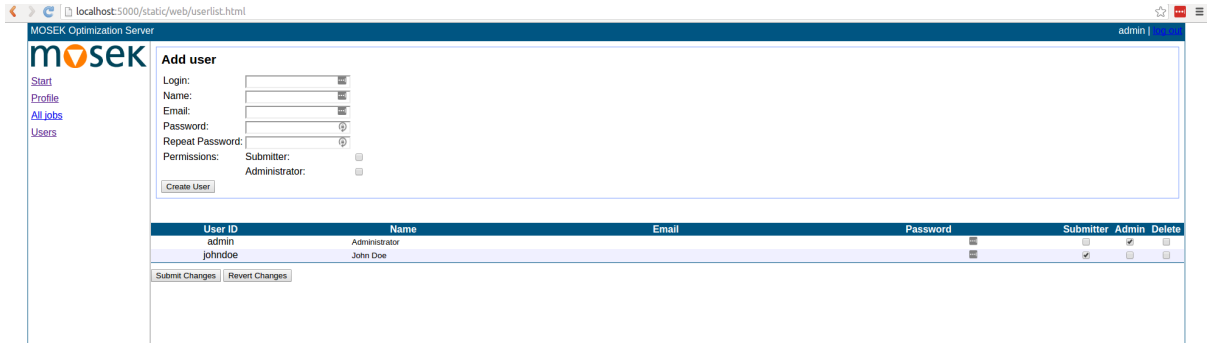 localhost:5000/static/web/userlist.html
MOSEK Optimization Server
admin | log out
mosek
Start
Profile
All jobs
Users
Add user
Login:
Name:
Email:
Password:
Repeat Password:
Permissions: Submitter:
Administrator:
Create User
User ID Name Email Password Submitter Admin Delete
admin Administrator
johndoe John Doe
Submit Changes Revert Changes